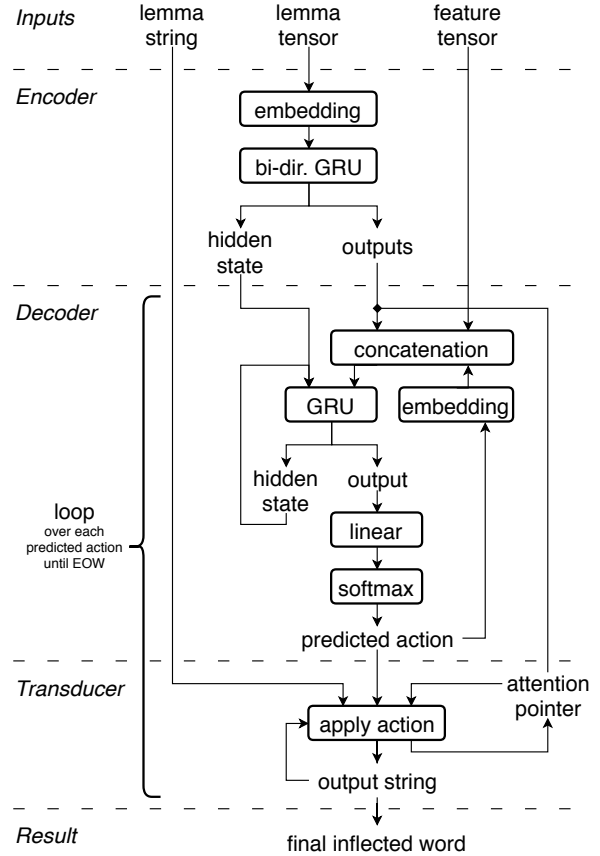 Inputs
lemma
string
lemma
tensor
feature
tensor
Encoder
embedding
bi-dir. GRU
hidden
state
outputs
Decoder
concatenation
GRU
embedding
hidden
state
output
loop
over each
predicted action
until EOW
linear
softmax
predicted action
Transducer
attention
pointer
apply action
output string
Result
final inflected word